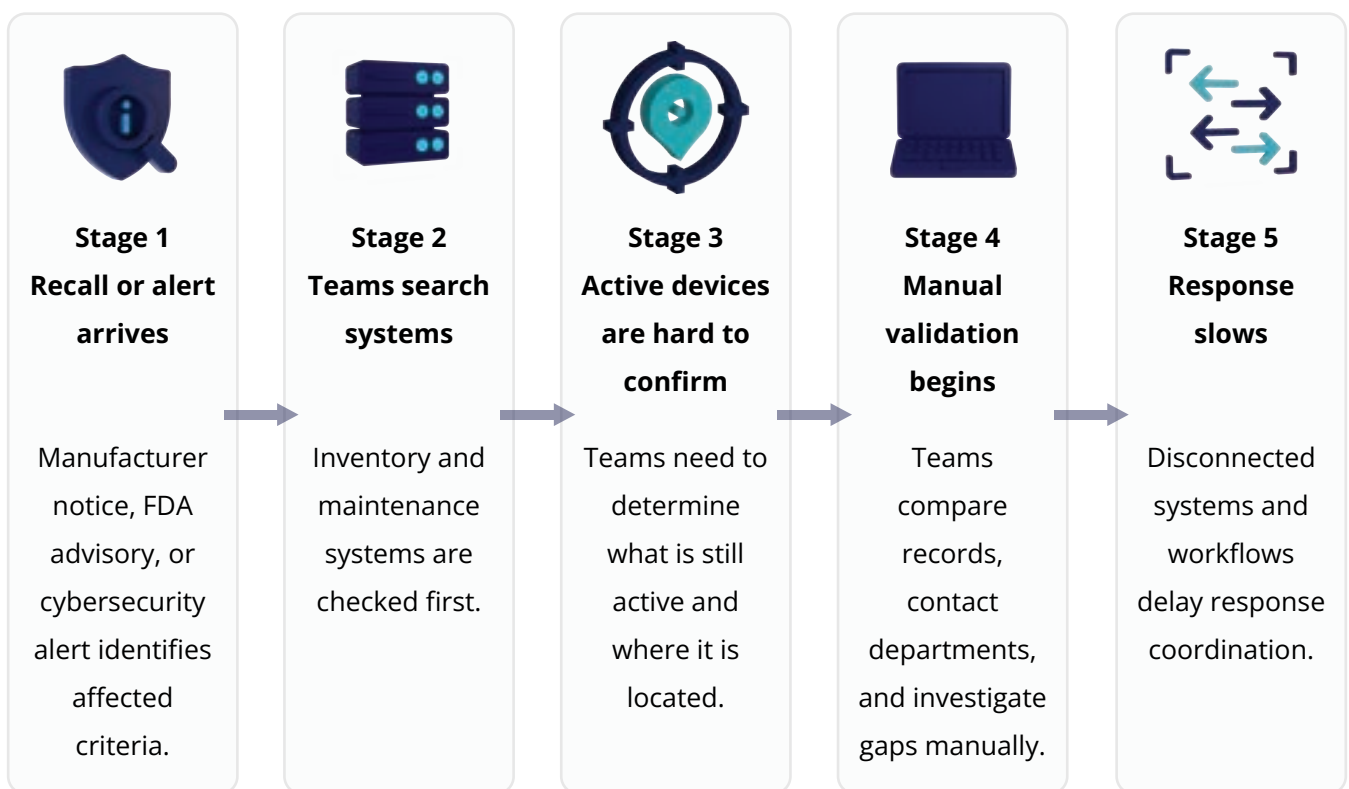 Stage 1
Recall or alert
arrives
Manufacturer
notice, FDA
advisory, or
cybersecurity
alert identifies
affected
criteria.
Stage 2
Teams search
systems
Inventory and
maintenance
systems are
checked first.
Stage 3
Active devices
are hard to
confirm
Teams need to
determine
what is still
active and
where it is
located.
Stage 4
Manual
validation
begins
Teams
compare
records,
contact
departments,
and investigate
gaps manually.
Stage 5
Response
slows
Disconnected
systems and
workflows
delay response
coordination.